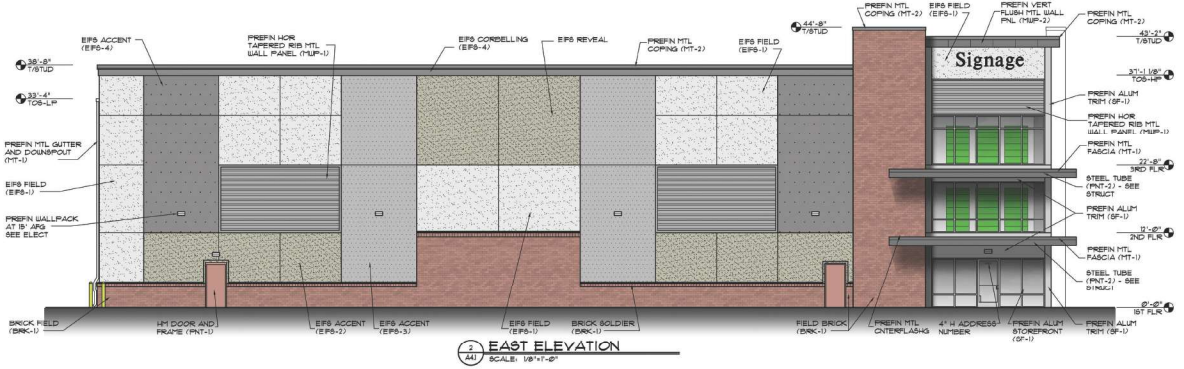 EIFS ACCENT
(EIFS-4)
PREFIN HOR
TAPERED RIB MTL
WALL PANEL (MWP-1)
EIFS CORBELLING
(EIFS-4)
EIFS REVEAL
PREFIN MTL
COPING (MT-2)
EIFS FIELD
(EIFS-1)
44'-8"
T/STUD
PREFIN MTL
COPING (MT-2)
EIFS FIELD
(EIFS-1)
PREFIN VERT
FLUSH MTL WALL
PNL (MWP-2)
PREFIN MTL
COPING (MT-2)
43'-2"
T/STUD
Signage
38'-8"
T/STUD
33'-4"
TOS-LP
37'-1 1/8"
TOS-HP
PREFIN ALUM
TRIM (SF-1)
PREFIN HOR
TAPERED RIB MTL
WALL PANEL (MWP-1)
PREFIN MTL
FASCIA (MT-1)
22'-8"
3RD FLR
STEEL TUBE
(PNT-2) - SEE
STRUCT
PREFIN ALUM
TRIM (SF-1)
12'-0"
2ND FLR
PREFIN MTL
FASCIA (MT-1)
STEEL TUBE
(PNT-2) - SEE
STRUCT
0'-0"
1ST FLR
PREFIN MTL GUTTER
AND DOWNSPOUT
(MT-1)
EIFS FIELD
(EIFS-1)
PREFIN WALLPACK
AT 18' AFG
SEE ELECT
BRICK FIELD
(BRK-1)
HM DOOR AND
FRAME (PNT-1)
EIFS ACCENT
(EIFS-2)
EIFS ACCENT
(EIFS-3)
EIFS FIELD
(EIFS-1)
BRICK SOLDIER
(BRK-1)
FIELD BRICK
(BRK-1)
PREFIN MTL
CNTERFLASHG
4" H ADDRESS
NUMBER
PREFIN ALUM
STOREFRONT
(SF-1)
PREFIN ALUM
TRIM (SF-1)
2
A4.1
EAST ELEVATION
SCALE: 1/8"=1'-0"